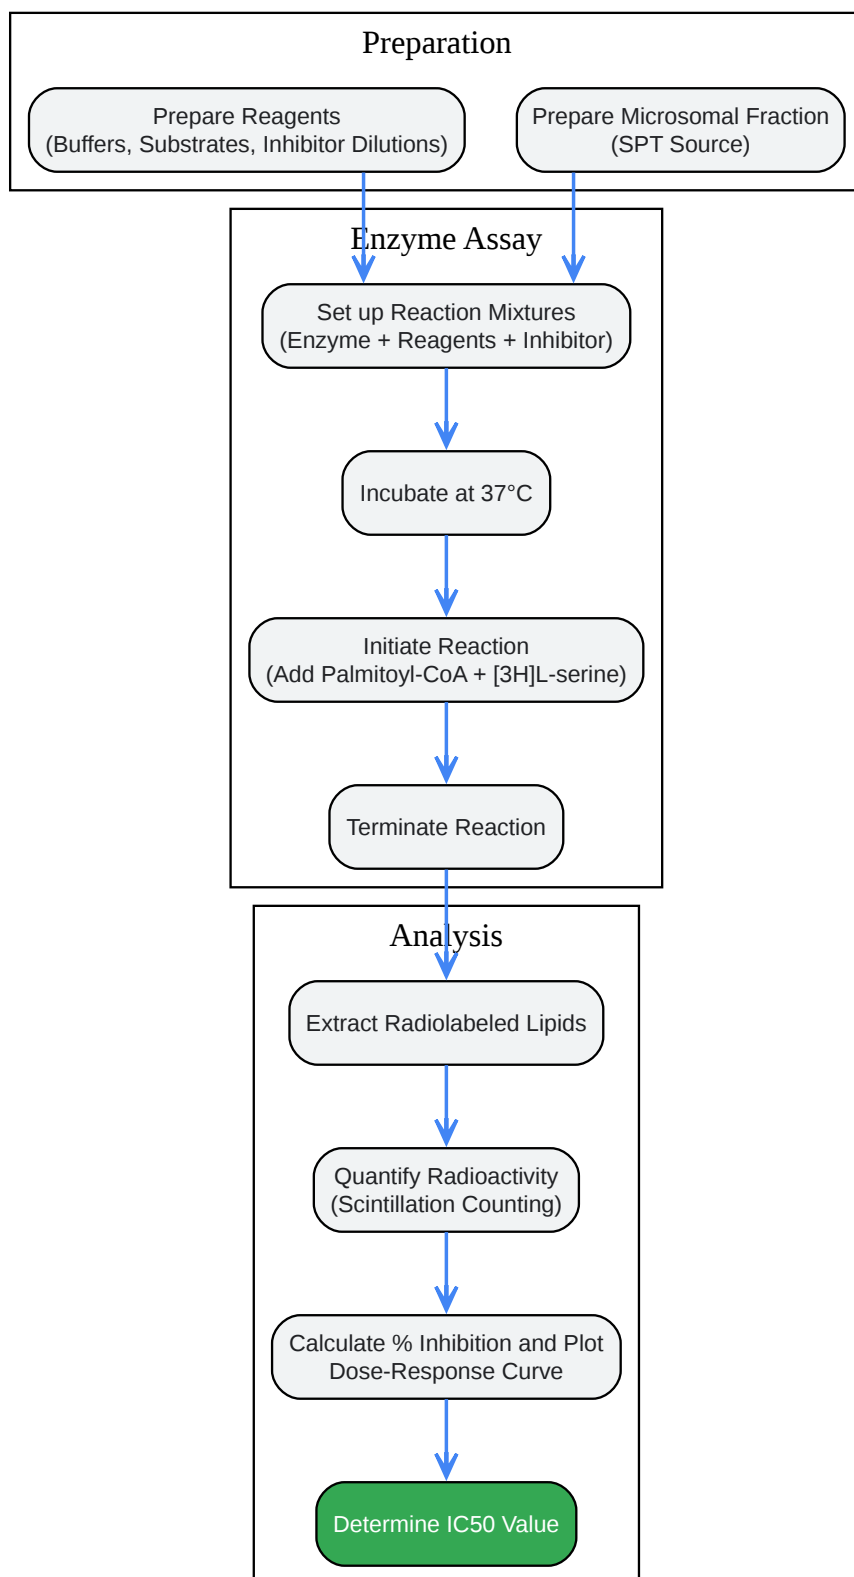 Preparation
Prepare Reagents
(Buffers, Substrates, Inhibitor Dilutions)
Prepare Microsomal Fraction
(SPT Source)
Enzyme Assay
Set up Reaction Mixtures
(Enzyme + Reagents + Inhibitor)
Incubate at 37°C
Initiate Reaction
(Add Palmitoyl-CoA + [3H]L-serine)
Terminate Reaction
Analysis
Extract Radiolabeled Lipids
Quantify Radioactivity
(Scintillation Counting)
Calculate % Inhibition and Plot
Dose-Response Curve
Determine IC50 Value